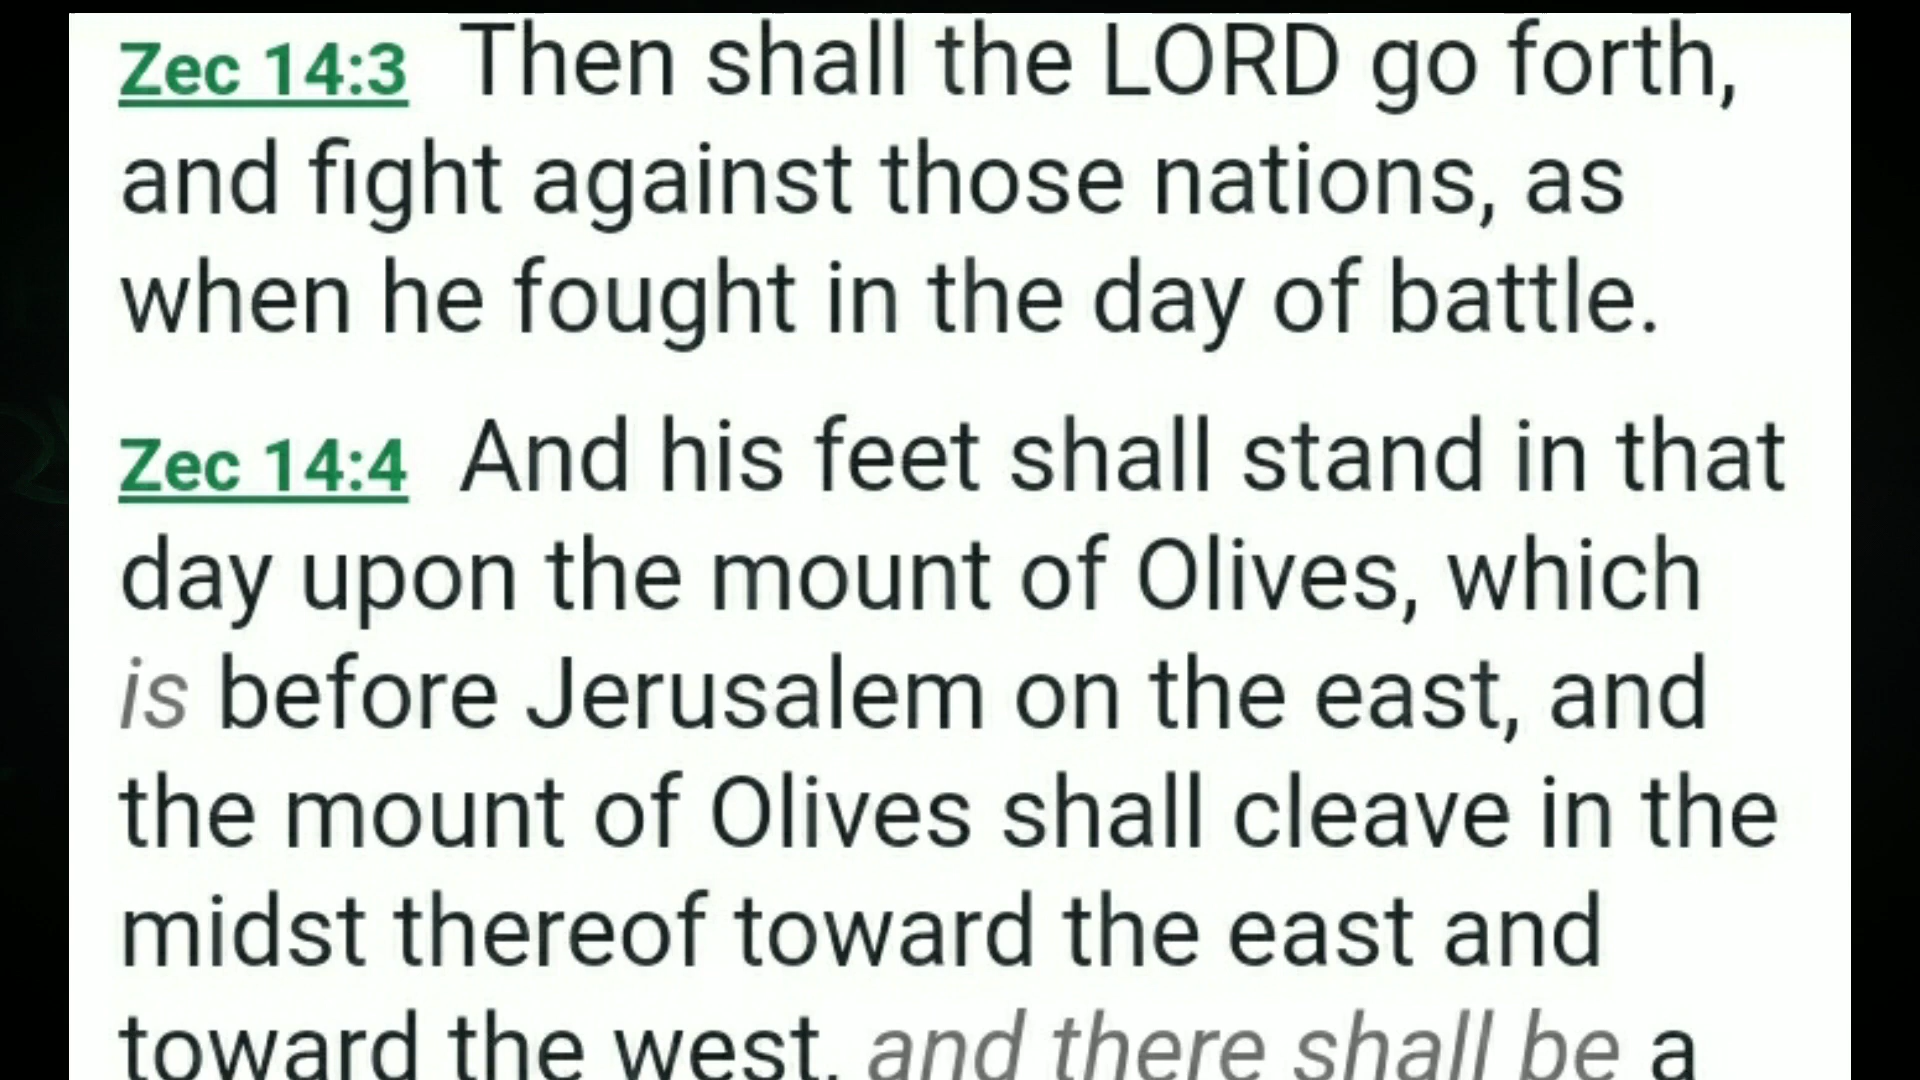 Zec 14:3 Then shall the LORD go forth,
and fight against those nations, as
when he fought in the day of battle.
Zec 14:4 And his feet shall stand in that
day upon the mount of Olives, which
is before Jerusalem on the east, and
the mount of Olives shall cleave in the
midst thereof toward the east and
toward the west, and there shall be a